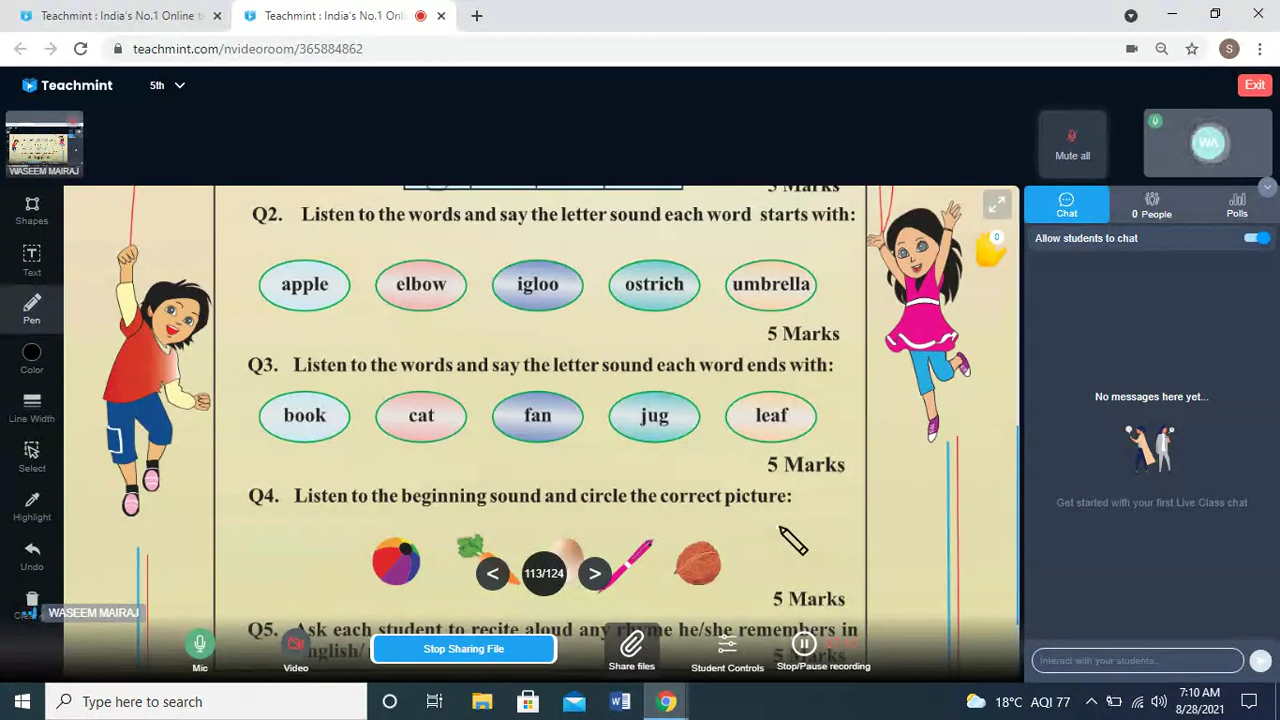 Teachmint : India's No.1 Online te
Teachmint : India's No.1 Onl
teachmint.com/nvideoroom/365884862
S
Teachmint
5th
Exit
WASEEM MAIRAJ
Mute all
WA
Shapes
Text
Pen
Color
Line Width
Select
Highlight
Undo
Chat
0 People
Polls
Allow students to chat
0
5 Marks
Q2. Listen to the words and say the letter sound each word starts with:
apple elbow igloo ostrich umbrella
5 Marks
Q3. Listen to the words and say the letter sound each word ends with:
book cat fan jug leaf
5 Marks
Q4. Listen to the beginning sound and circle the correct picture:
113/124
5 Marks
Q5. Ask each student to recite aloud any rhyme he/she remembers in
5 Marks
WASEEM MAIRAJ
No messages here yet...
Get started with your first Live Class chat
Interact with your students...
Mic
Video
Stop Sharing File
Share files
Student Controls
Stop/Pause recording
Type here to search
18°C AQI 77
7:10 AM
8/28/2021